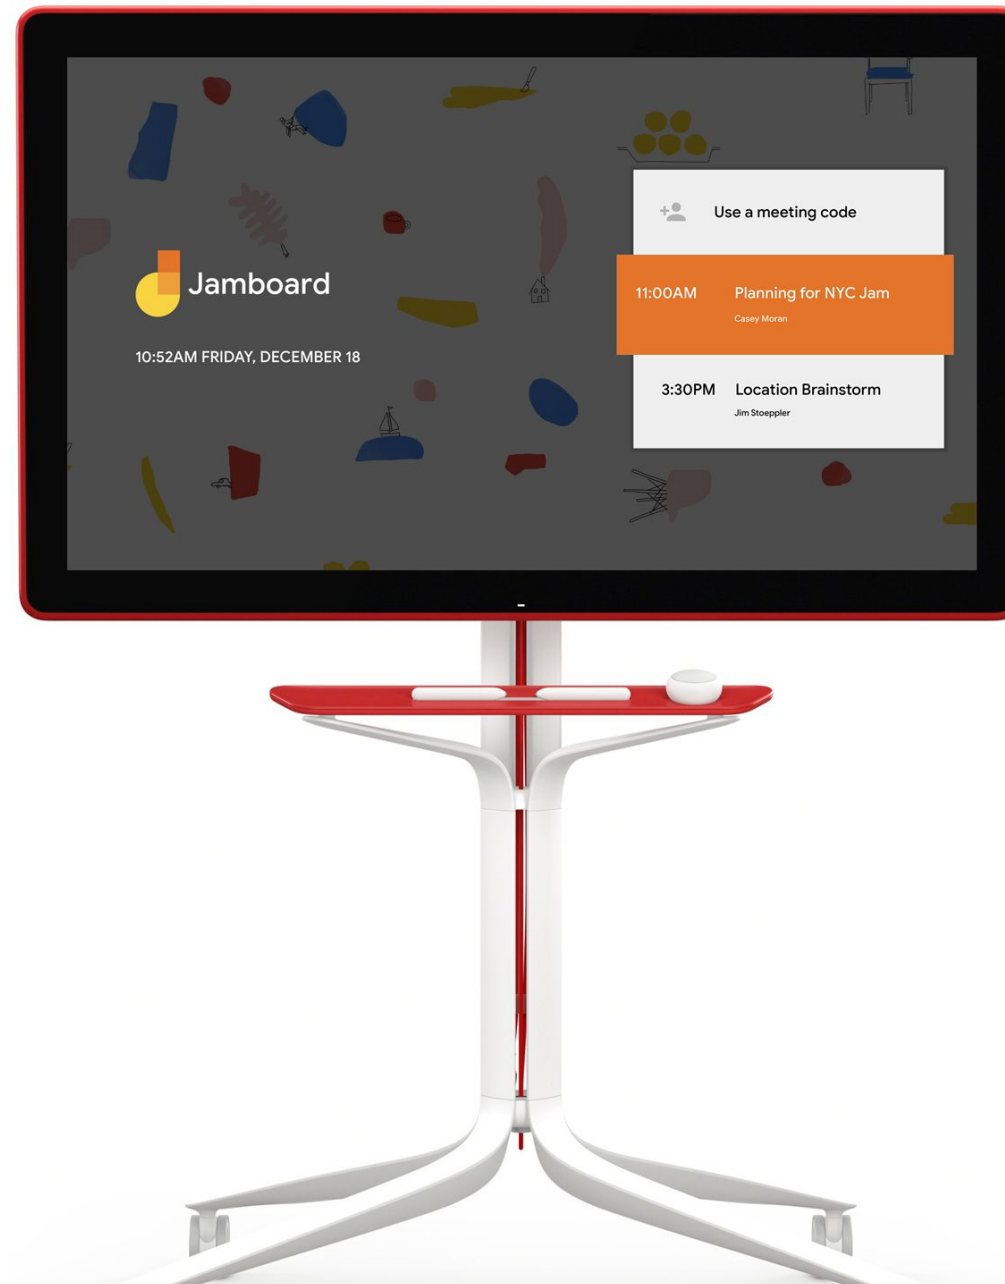 Jamboard
10:52AM FRIDAY, DECEMBER 18
Use a meeting code
11:00AM Planning for NYC Jam
Casey Moran
3:30PM Location Brainstorm
Jim Stoeppler